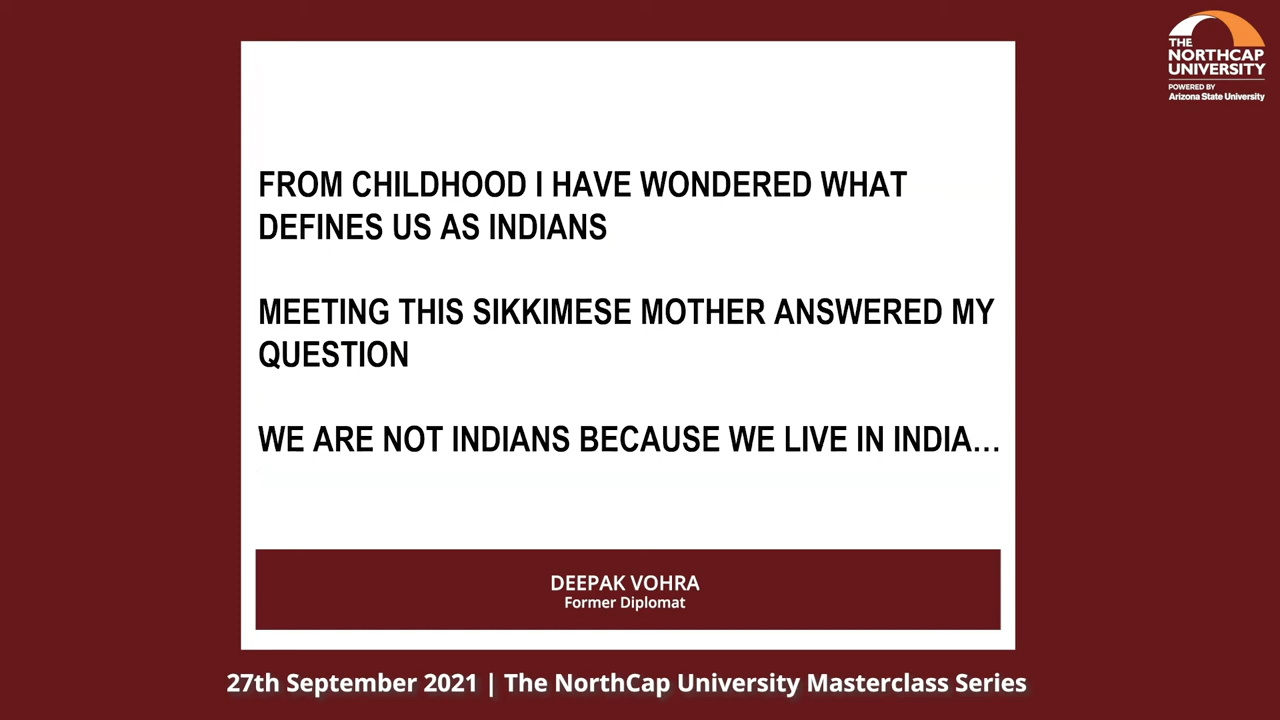 THE
NORTHCAP
UNIVERSITY
POWERED BY
Arizona State University
FROM CHILDHOOD I HAVE WONDERED WHAT
DEFINES US AS INDIANS
MEETING THIS SIKKIMESE MOTHER ANSWERED MY
QUESTION
WE ARE NOT INDIANS BECAUSE WE LIVE IN INDIA…
DEEPAK VOHRA
Former Diplomat
27th September 2021 | The NorthCap University Masterclass Series